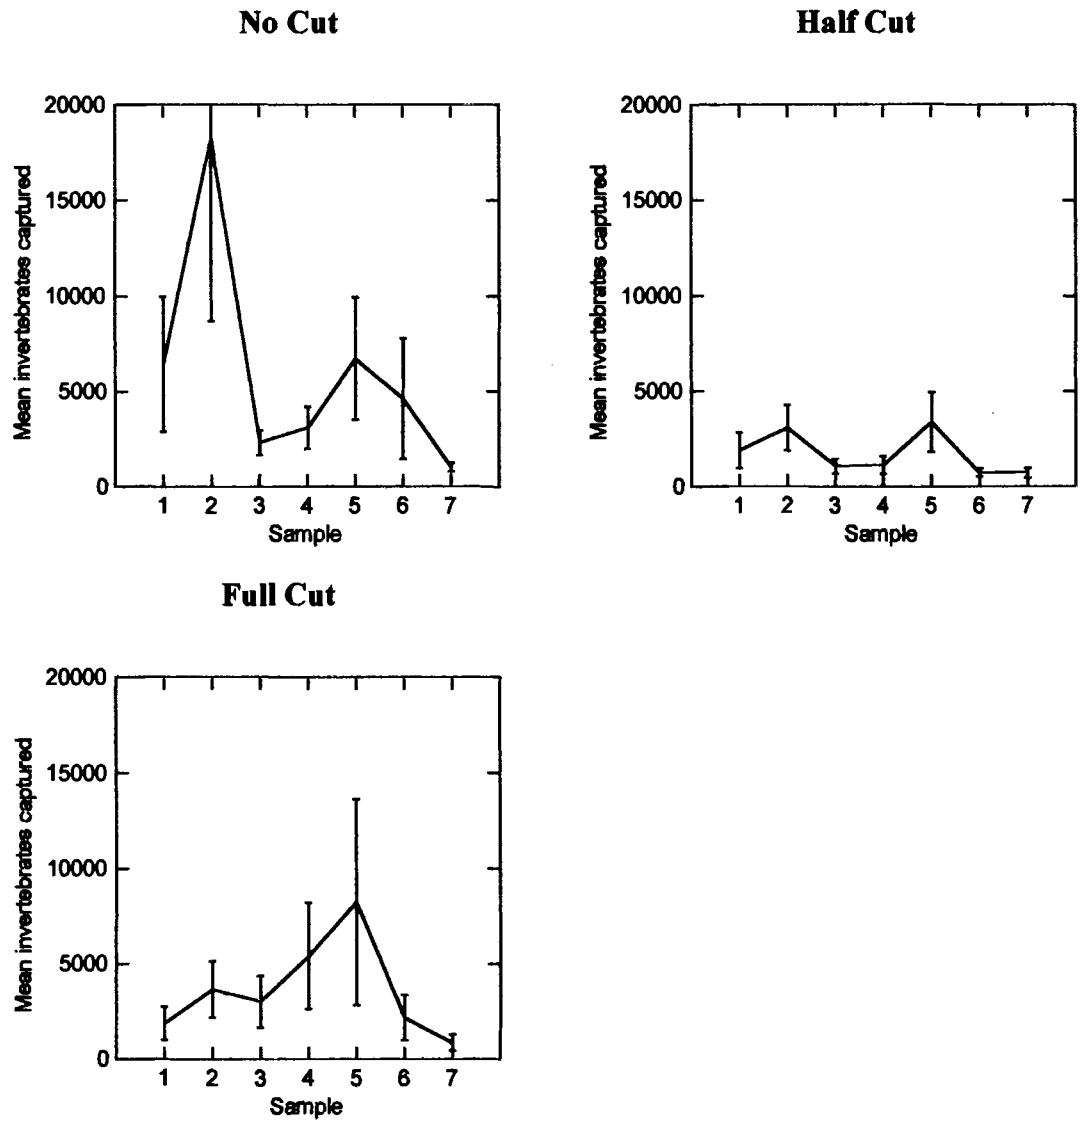 No Cut
20000
15000
10000
5000
0
Mean invertebrates captured
1 2 3 4 5 6 7
Sample
Half Cut
20000
15000
10000
5000
0
Mean invertebrates captured
1 2 3 4 5 6 7
Sample
Full Cut
20000
15000
10000
5000
0
Mean invertebrates captured
1 2 3 4 5 6 7
Sample